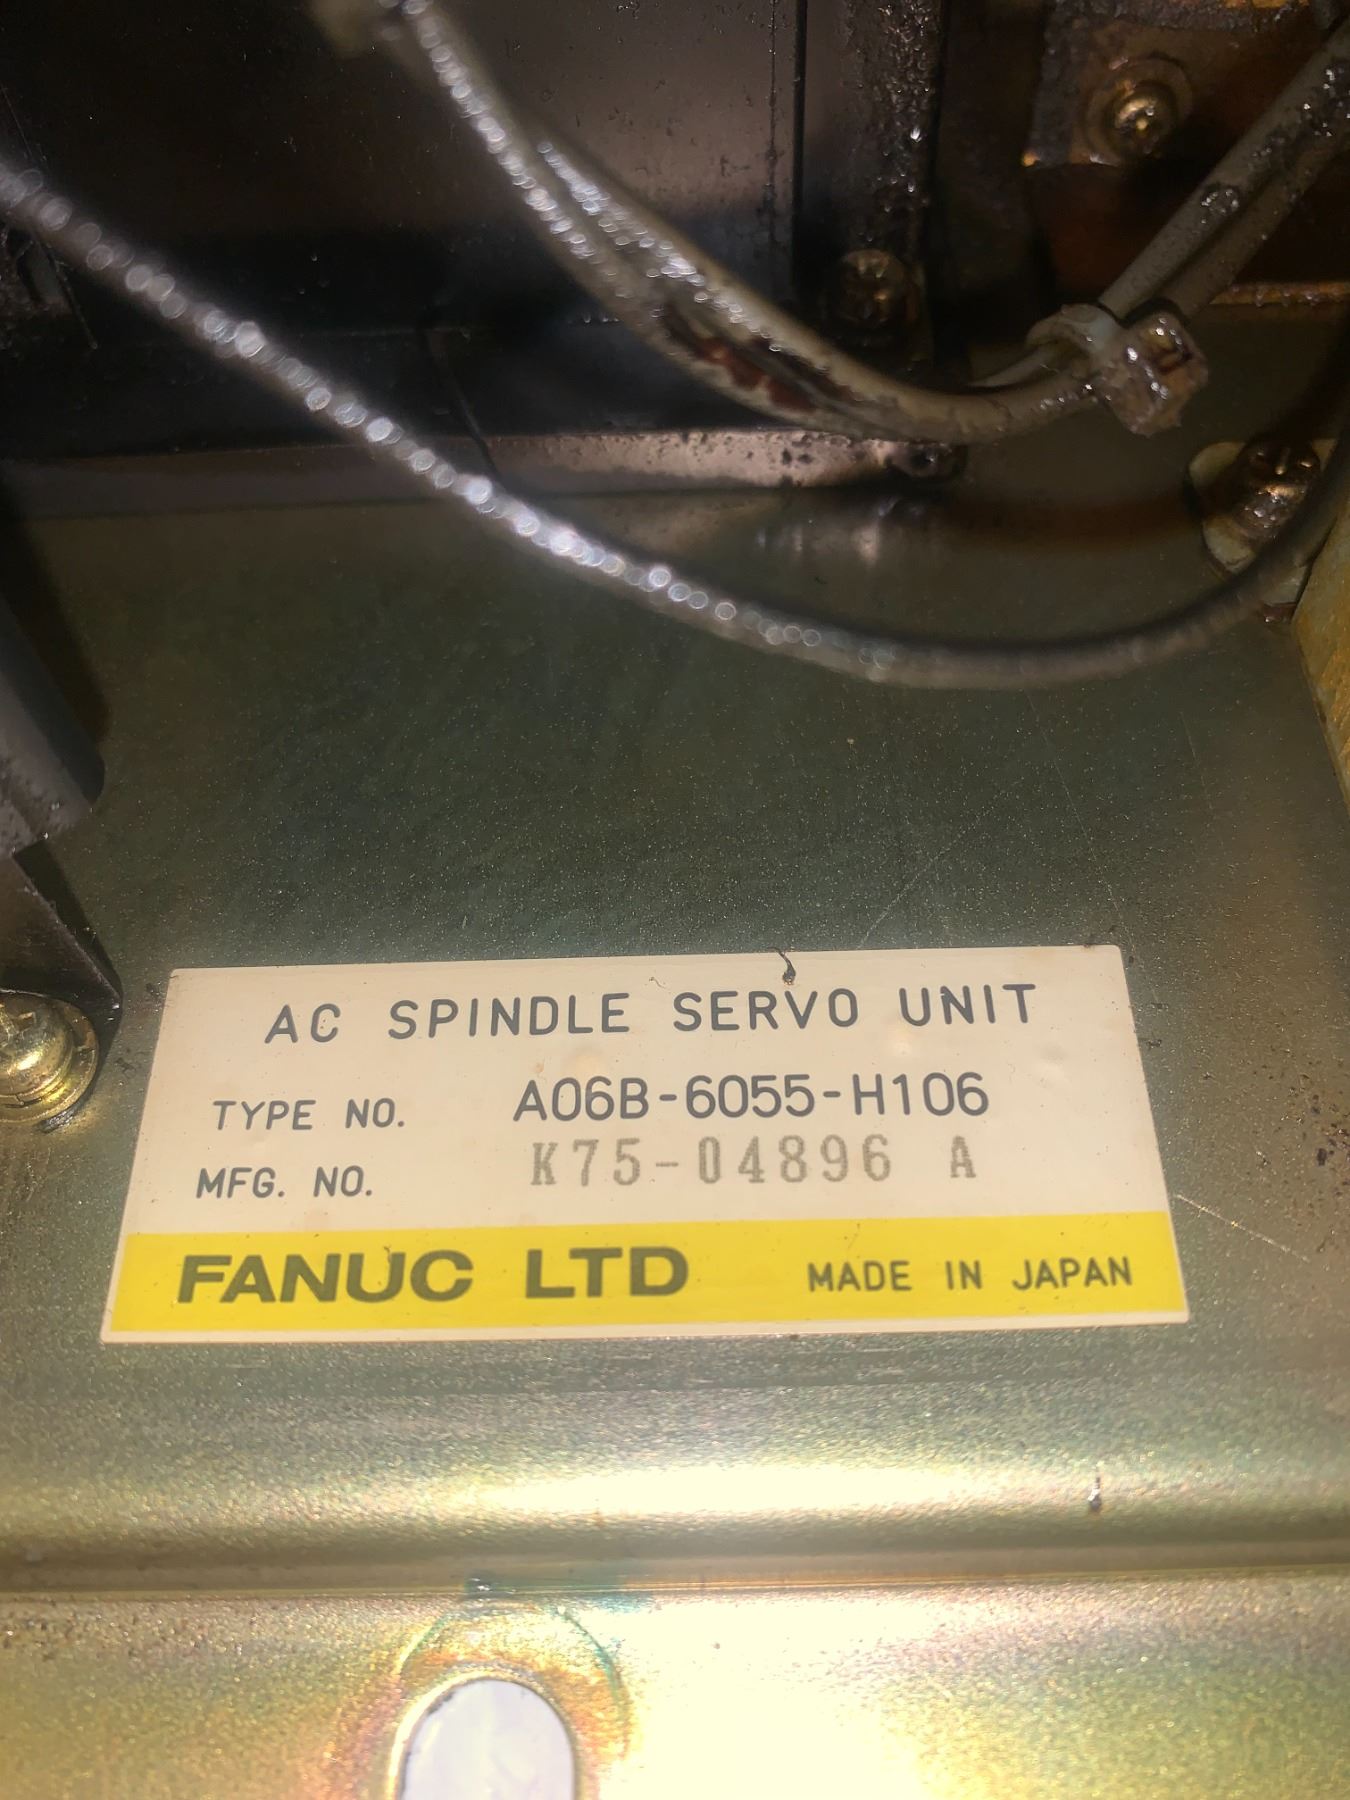 AC SPINDLE SERVO UNIT
TYPE NO. A06B-6055-H106
MFG. NO. K75-04896 A
FANUC LTD MADE IN JAPAN